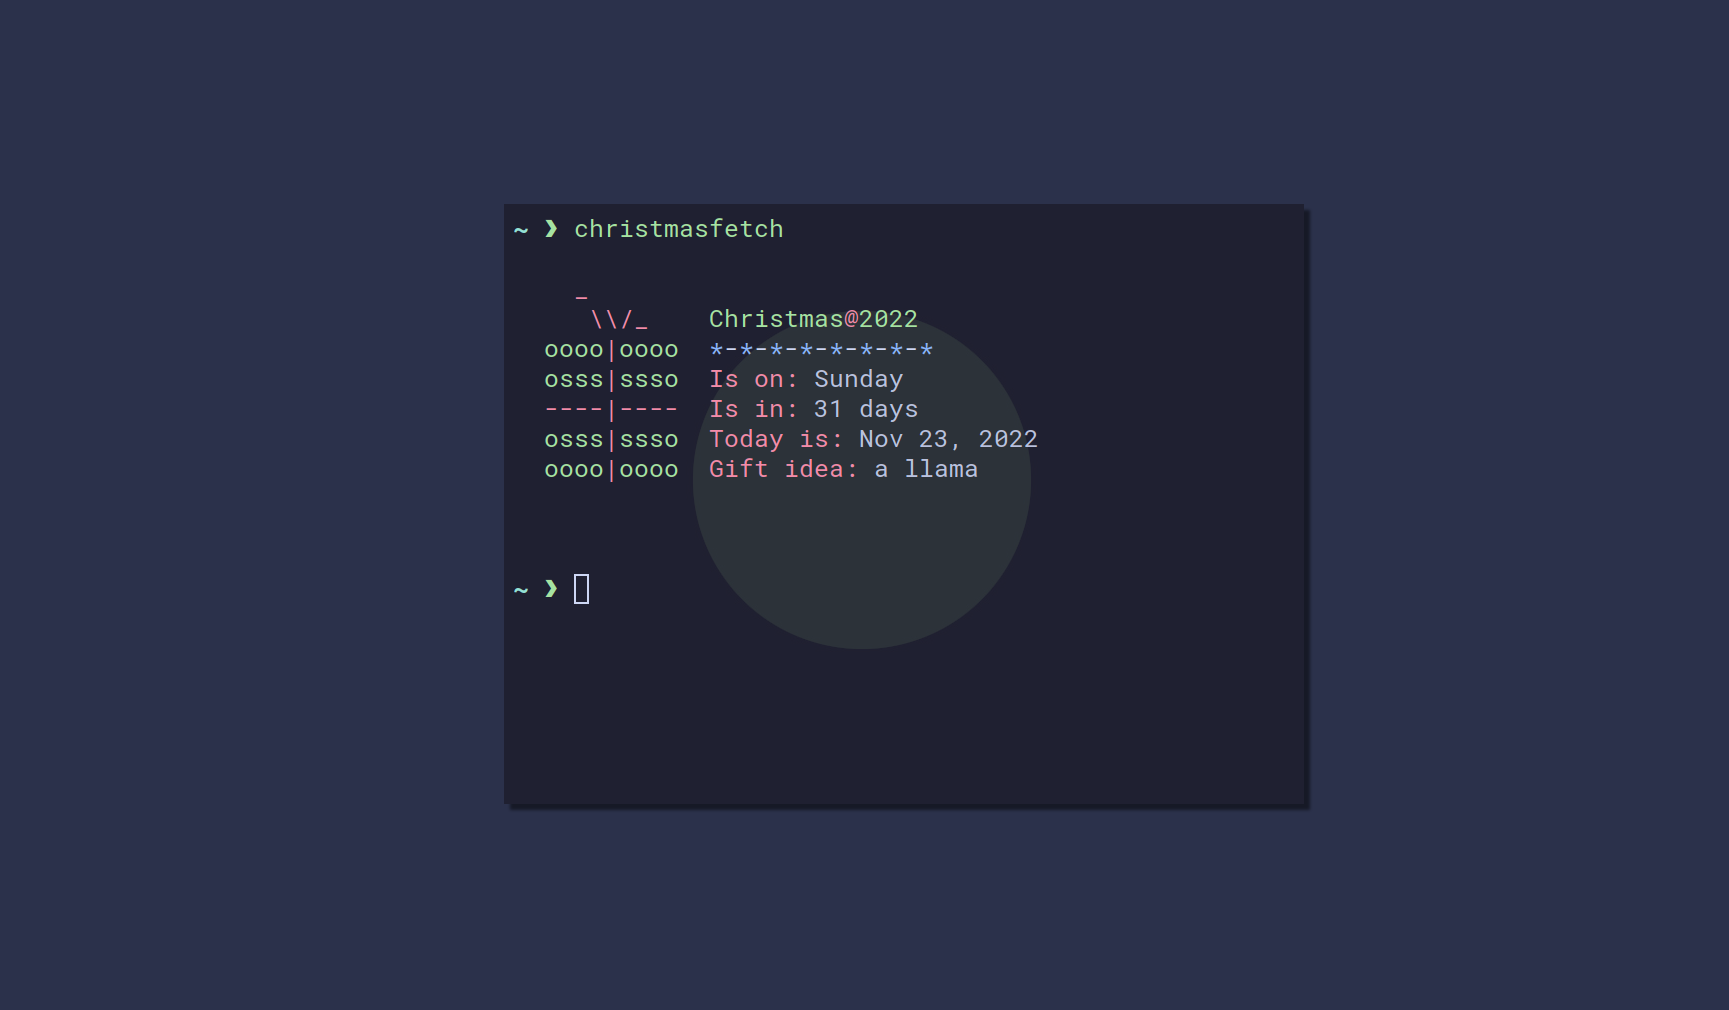 ~ ❯ christmasfetch
_
\\/_ Christmas@2022
oooo|oooo *-*-*-*-*-*-*-*
osss|ssso Is on: Sunday
----|---- Is in: 31 days
osss|ssso Today is: Nov 23, 2022
oooo|oooo Gift idea: a llama
~ ❯